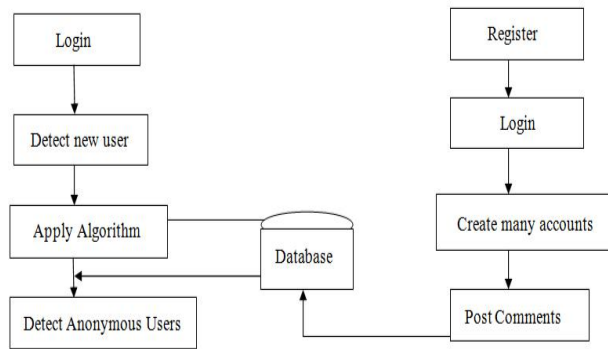 Login
Detect new user
Apply Algorithm
Detect Anonymous Users
Database
Register
Login
Create many accounts
Post Comments